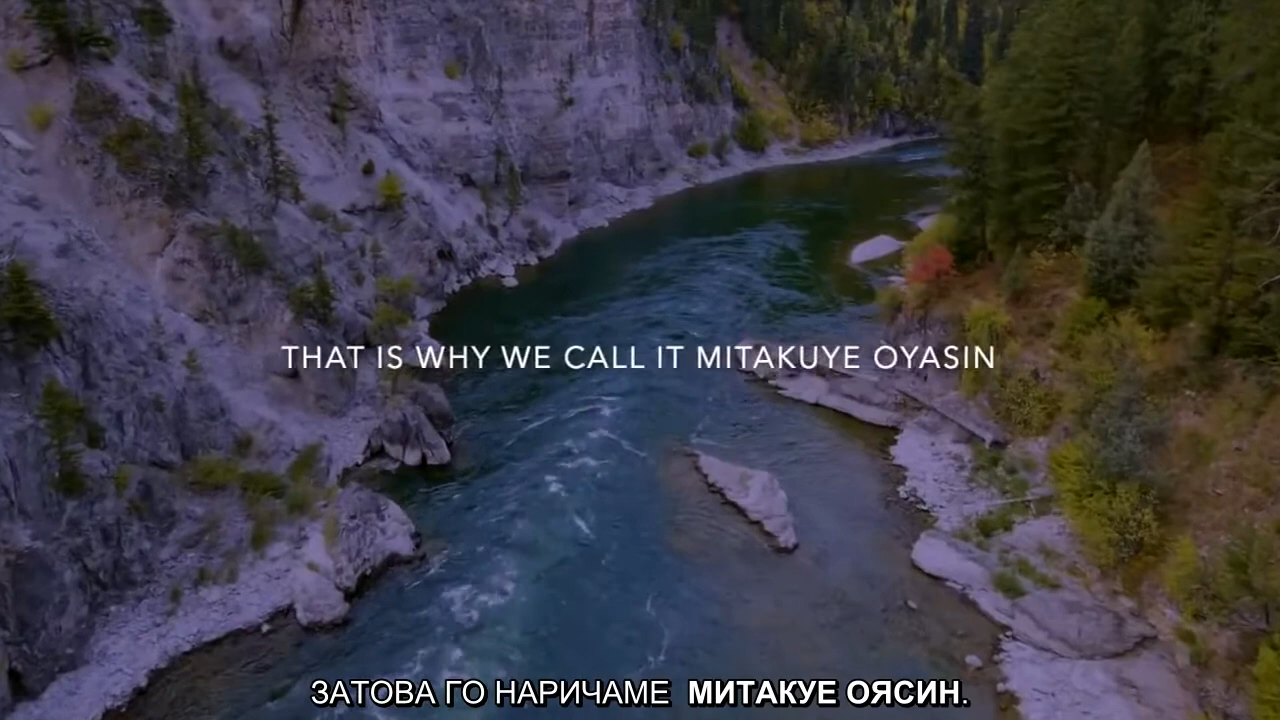 THAT IS WHY WE CALL IT MITAKUYE OYASIN
ЗАТОВА ГО НАРИЧАМЕ МИТАКУЕ ОЯСИН.